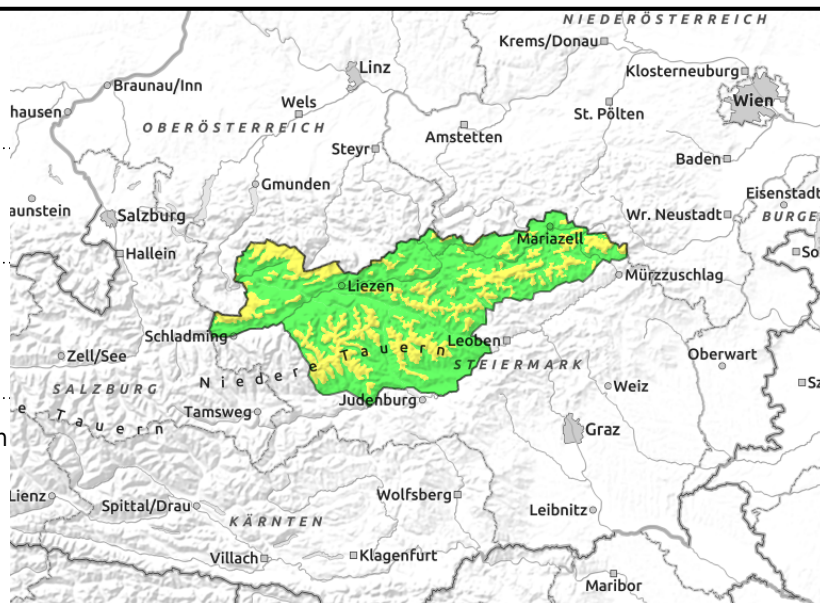 NIEDERÖSTERREICH
Krems/Donau
Linz
Klosterneuburg
Braunau/Inn
Wels
Wien
hausen
St. Pölten
OBERÖSTERREICH
Amstetten
Steyr
Baden
Gmunden
Eisenstadt
aunstein
Salzburg
Wr. Neustadt
BURGE
Mariazell
Hallein
So
Mürzzuschlag
Liezen
Schladming
Leoben
Zell/See
Niedere Tauern
STEIERMARK
Oberwart
SALZBURG
Weiz
Sz
Tamsweg
Judenburg
e Tauern
Graz
n
Lienz
Wolfsberg
Spittal/Drau
Leibnitz
KÄRNTEN
Villach
Klagenfurt
Maribor